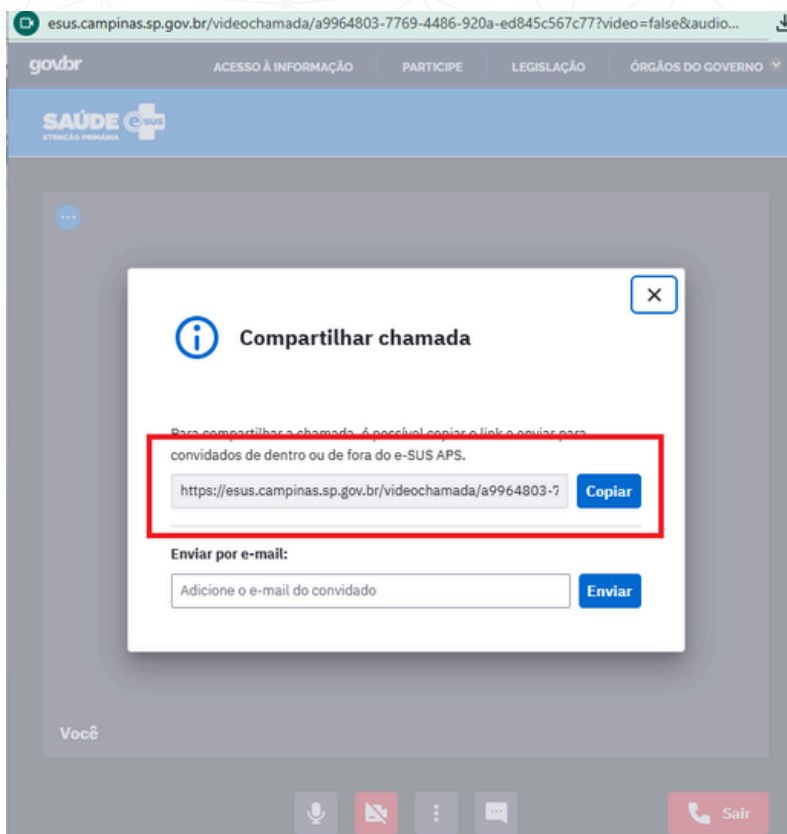 esus.campinas.sp.gov.br/videochamada/a9964803-7769-4486-920a-ed845c567c77?video=false&audio...
gov.br
ACESSO À INFORMAÇÃO
PARTICIPE
LEGISLAÇÃO
ÓRGÃOS DO GOVERNO
SAÚDE e-SUS
ATENÇÃO PRIMÁRIA
Compartilhar chamada
Para compartilhar a chamada, é possível copiar o link e enviar para
convidados de dentro ou de fora do e-SUS APS.
https://esus.campinas.sp.gov.br/videochamada/a9964803-7
Copiar
Enviar por e-mail:
Adicione o e-mail do convidado
Enviar
Você
Sair